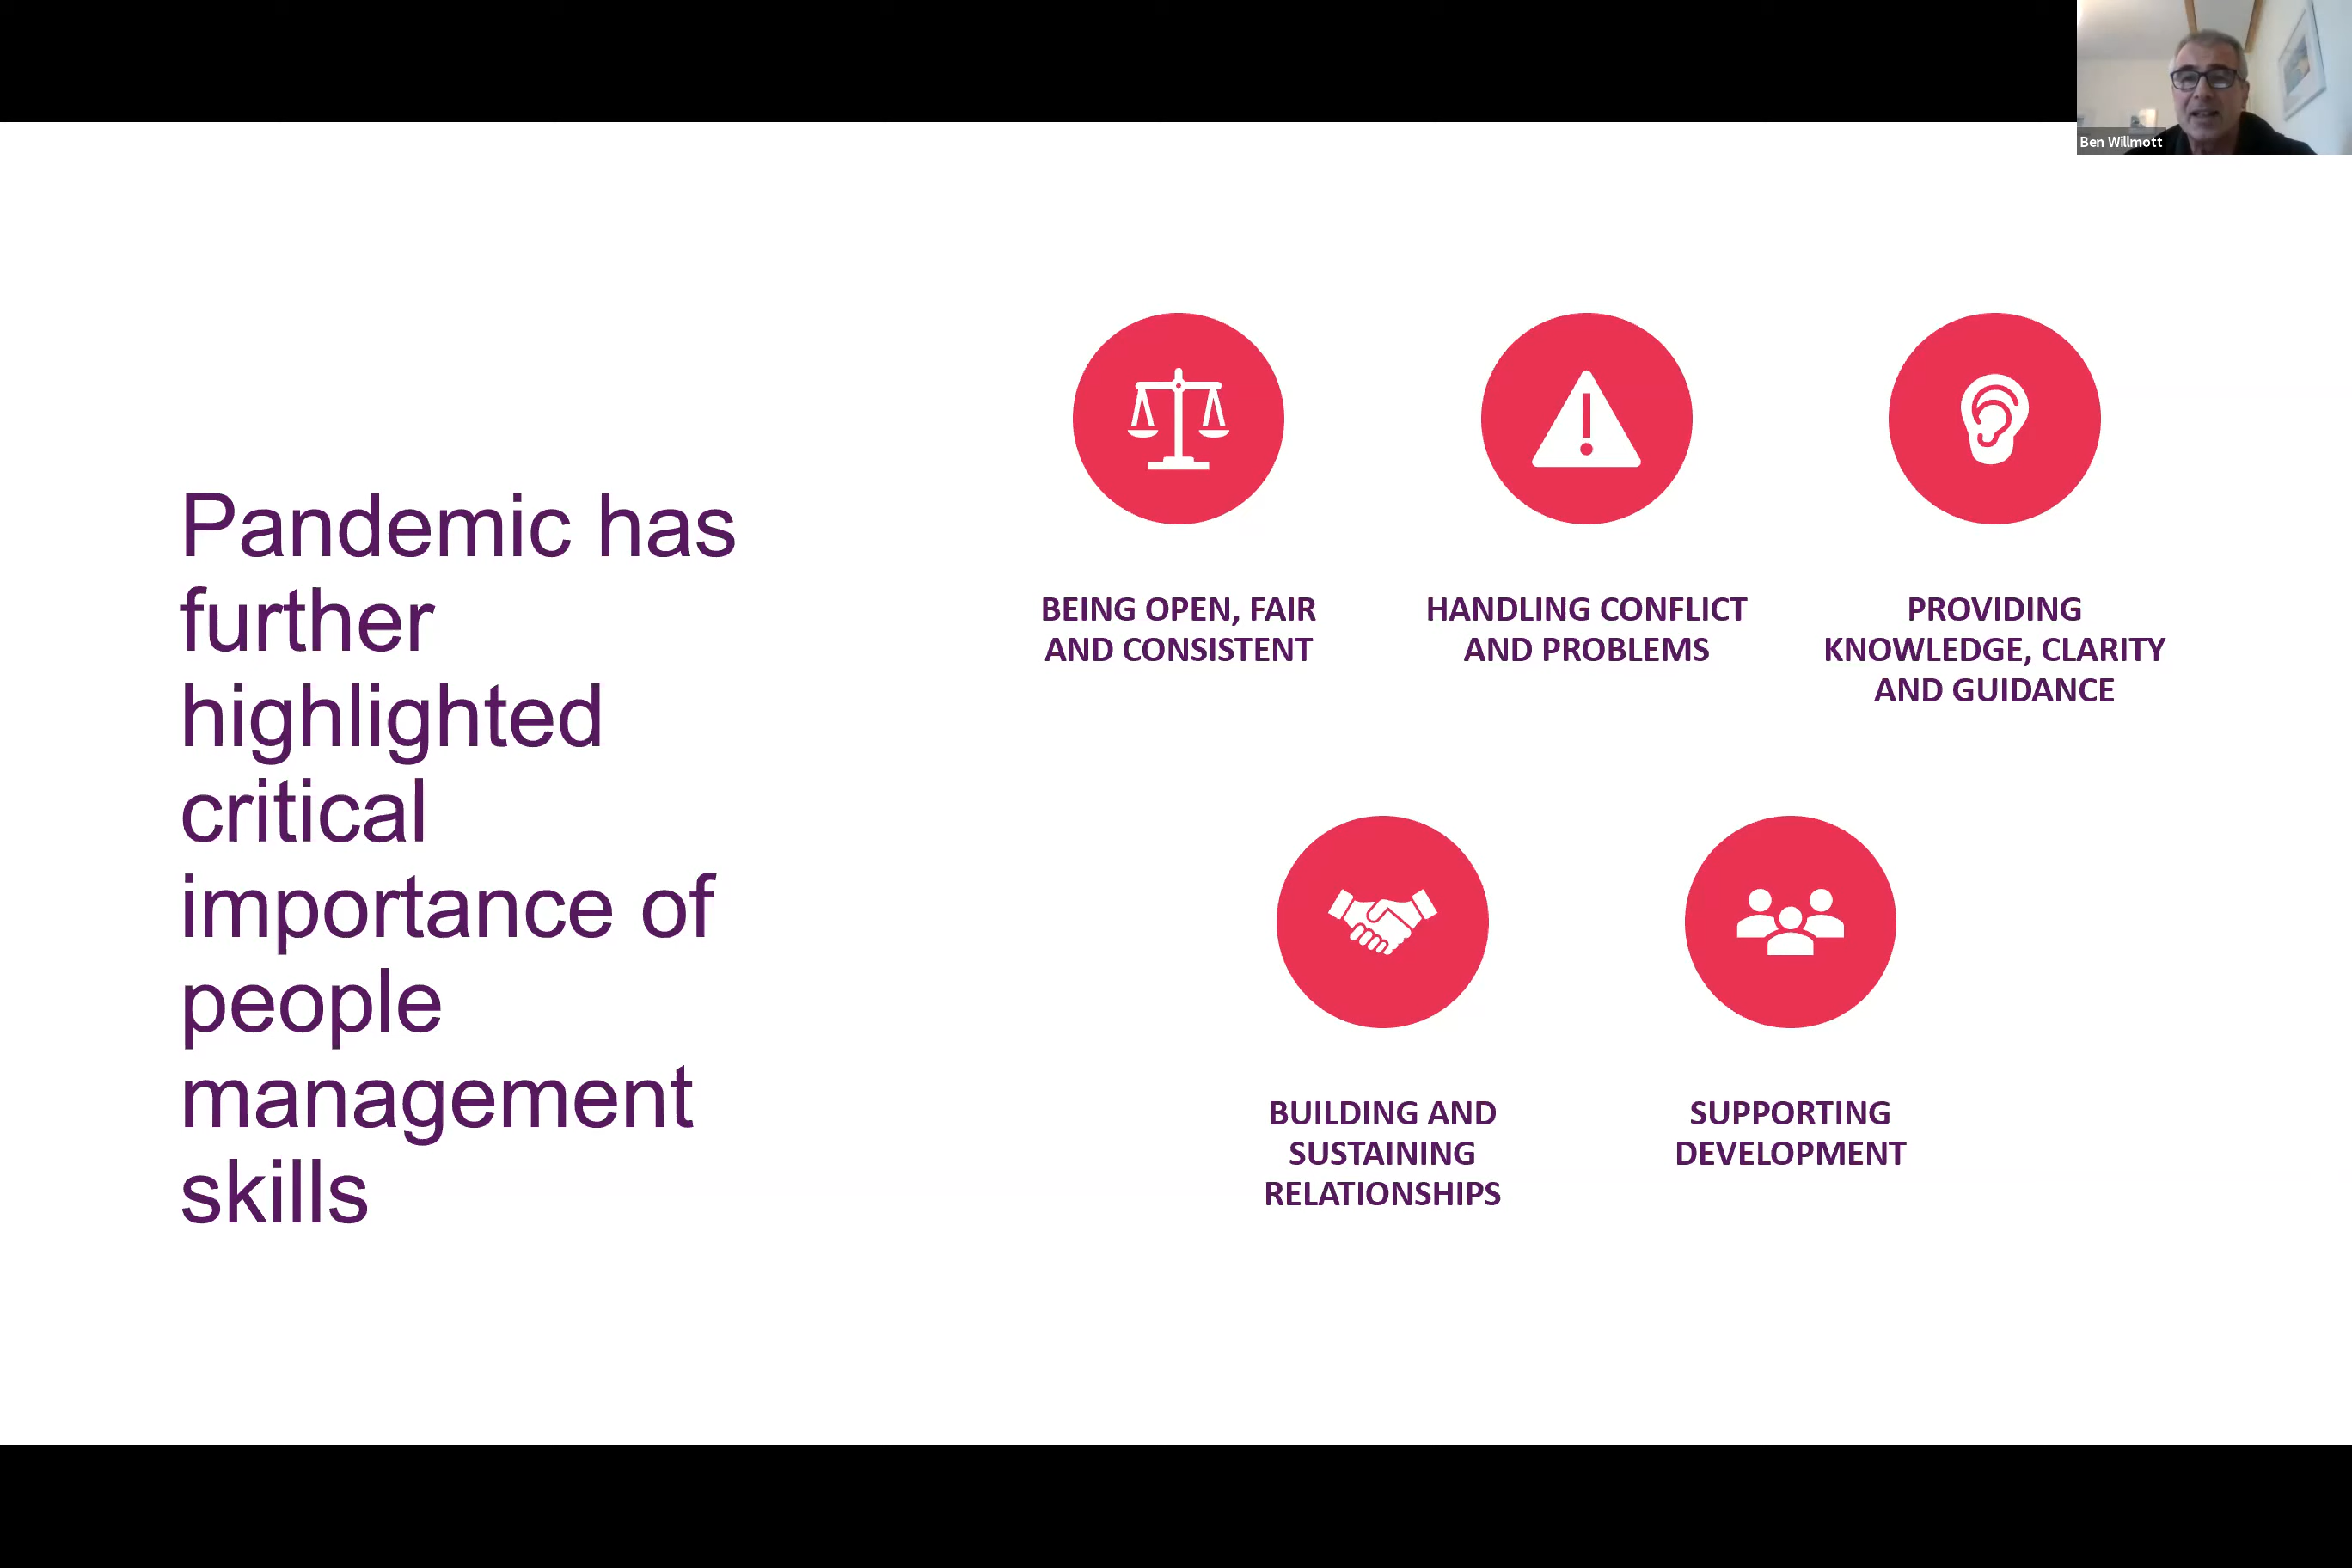 Ben Willmott
Pandemic has
further
highlighted
critical
importance of
people
management
skills
BEING OPEN, FAIR
AND CONSISTENT
HANDLING CONFLICT
AND PROBLEMS
PROVIDING
KNOWLEDGE, CLARITY
AND GUIDANCE
BUILDING AND
SUSTAINING
RELATIONSHIPS
SUPPORTING
DEVELOPMENT